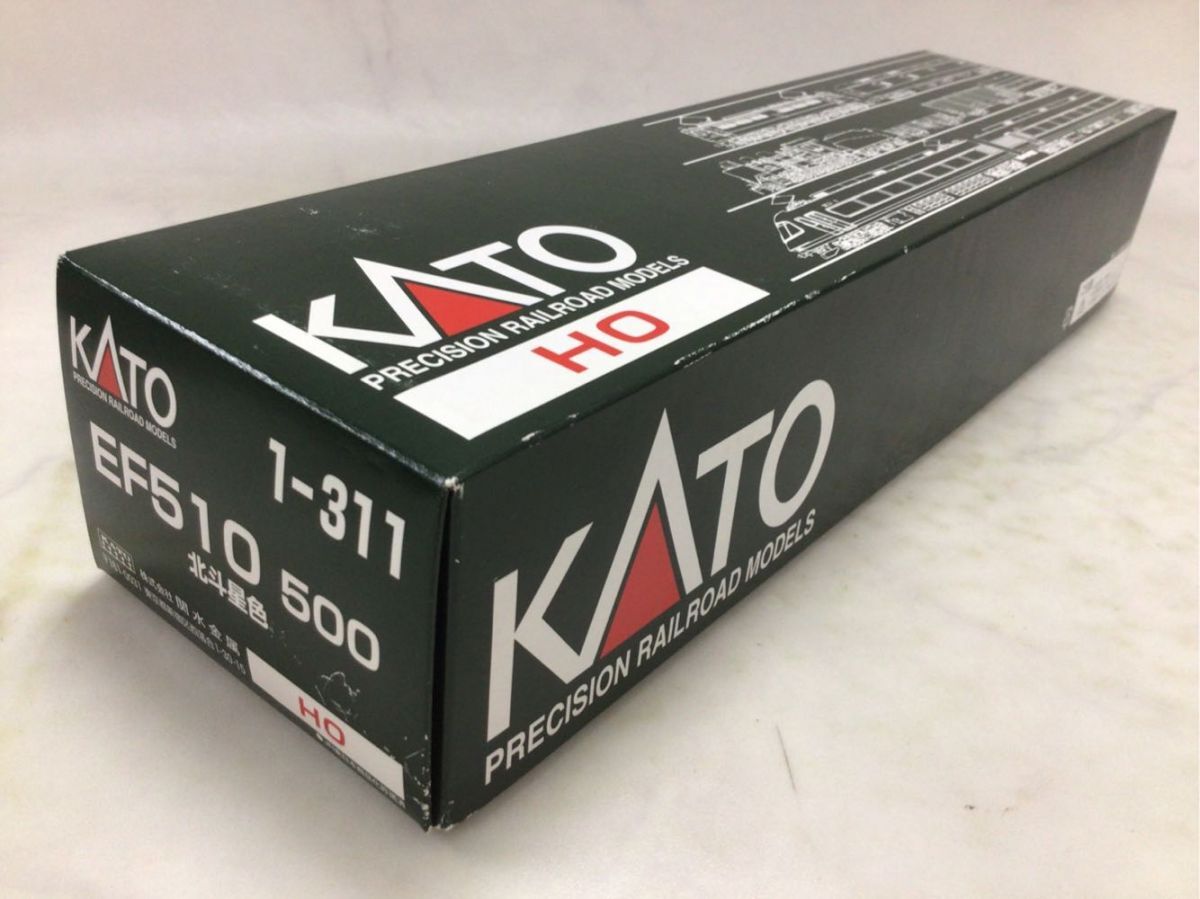 KATO
PRECISION RAILROAD MODELS
HO
KATO
PRECISION RAILROAD MODELS
1-311
EF510 500
北斗星色
KATO 株式会社 関水金属
HO
KATO
PRECISION RAILROAD MODELS